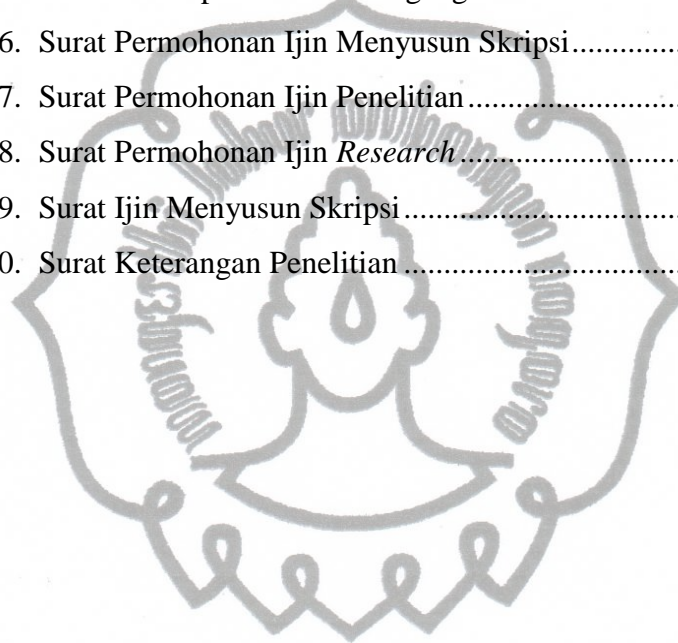 6. Surat Permohonan Ijin Menyusun Skripsi..............
7. Surat Permohonan Ijin Penelitian...........................
8. Surat Permohonan Ijin Research............................
9. Surat Ijin Menyusun Skripsi...................................
0. Surat Keterangan Penelitian...................................